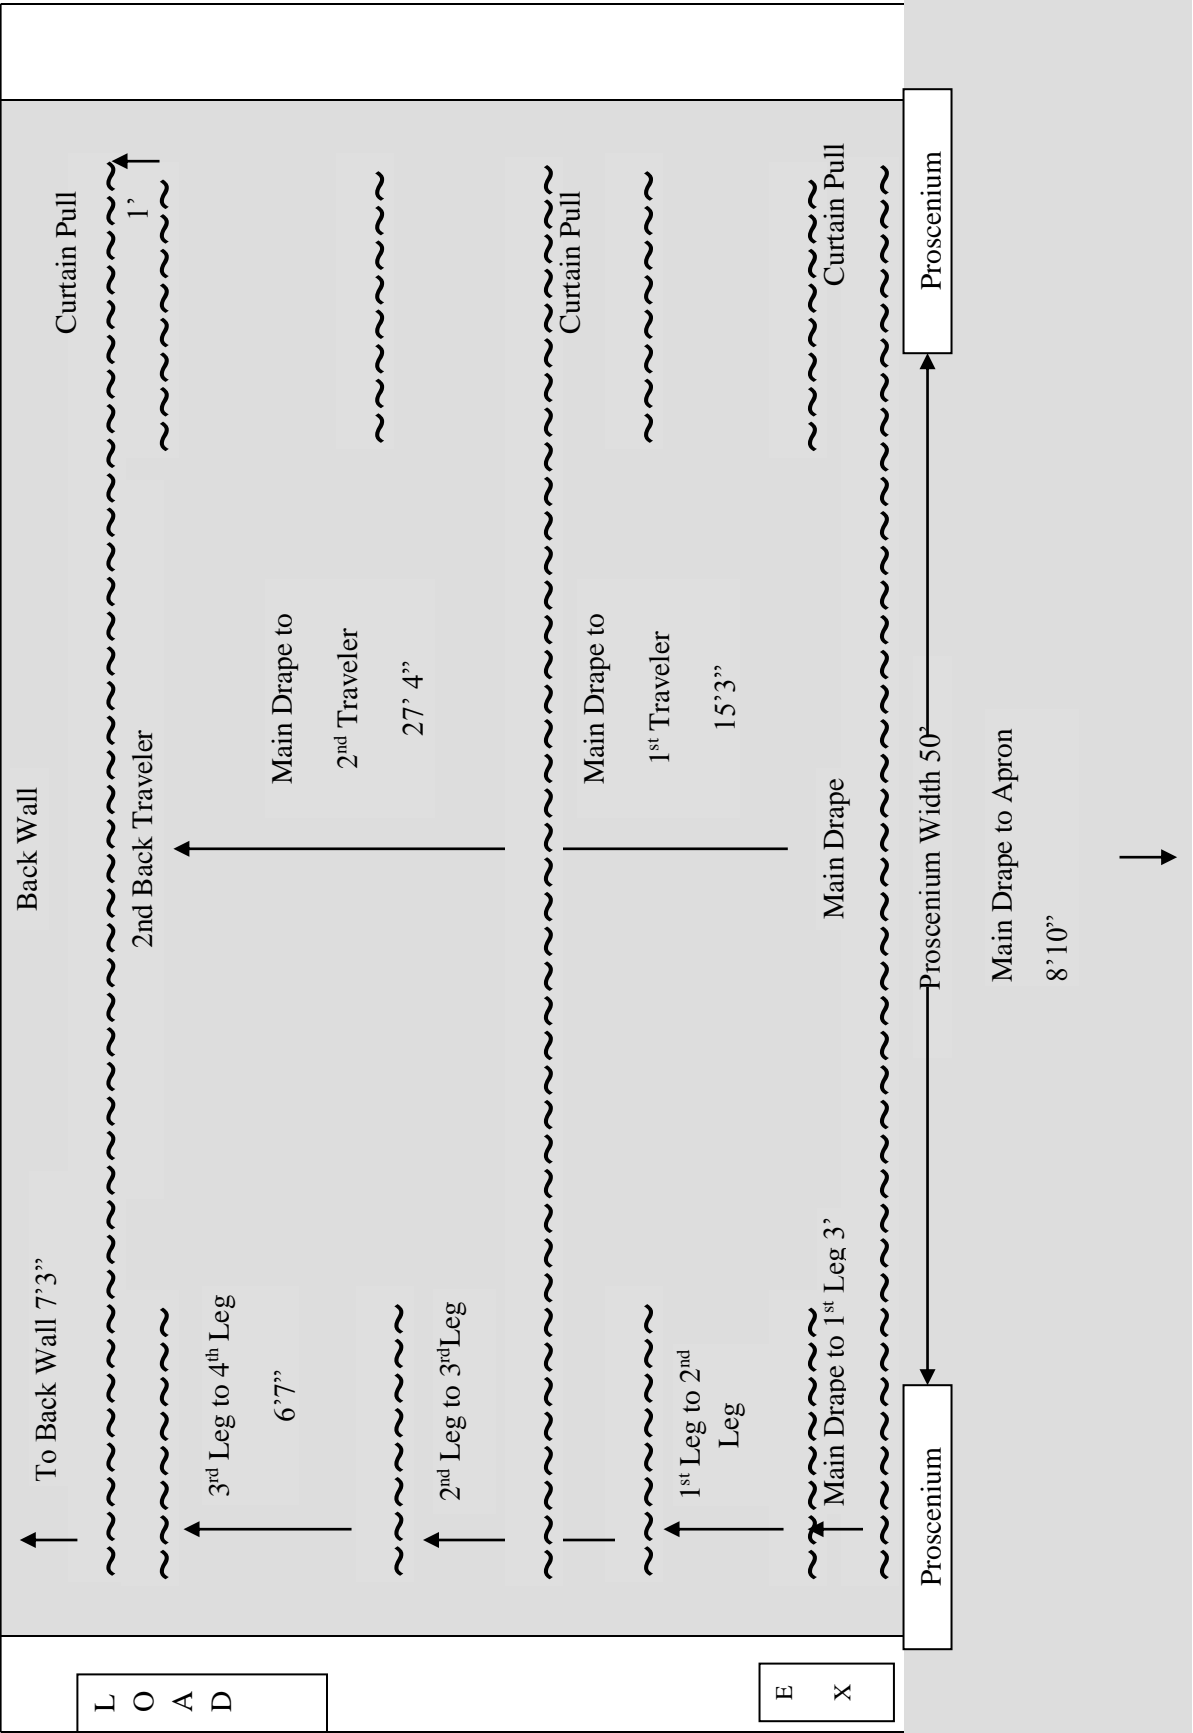 Back Wall
To Back Wall 7’3”
Curtain Pull
2nd Back Traveler
1’
3rd Leg to 4th Leg
6’7”
Main Drape to
2nd Traveler
27’ 4”
2nd Leg to 3rdLeg
Curtain Pull
Main Drape to
1st Traveler
15’3”
1st Leg to 2nd
Leg
Main Drape to 1st Leg 3’
Main Drape
Curtain Pull
Proscenium
Proscenium Width 50’
Proscenium
Main Drape to Apron
8’10”
L
O
A
D
E
X